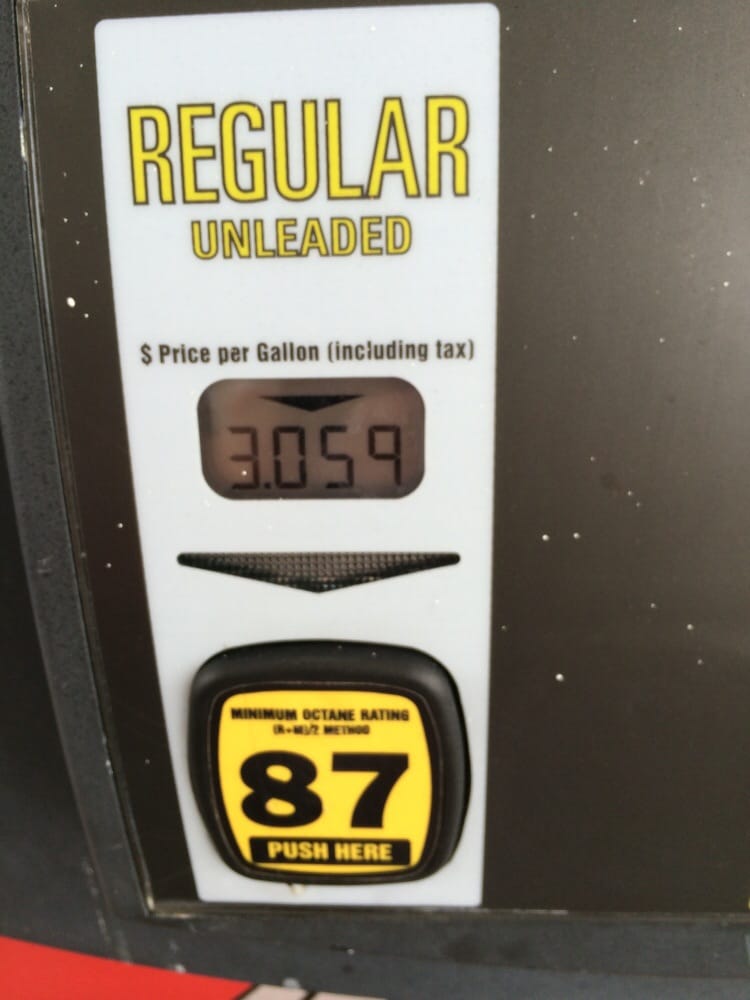 REGULAR
UNLEADED
$ Price per Gallon (including tax)
3.059
MINIMUM OCTANE RATING
(R+M)/2 METHOD
87
PUSH HERE